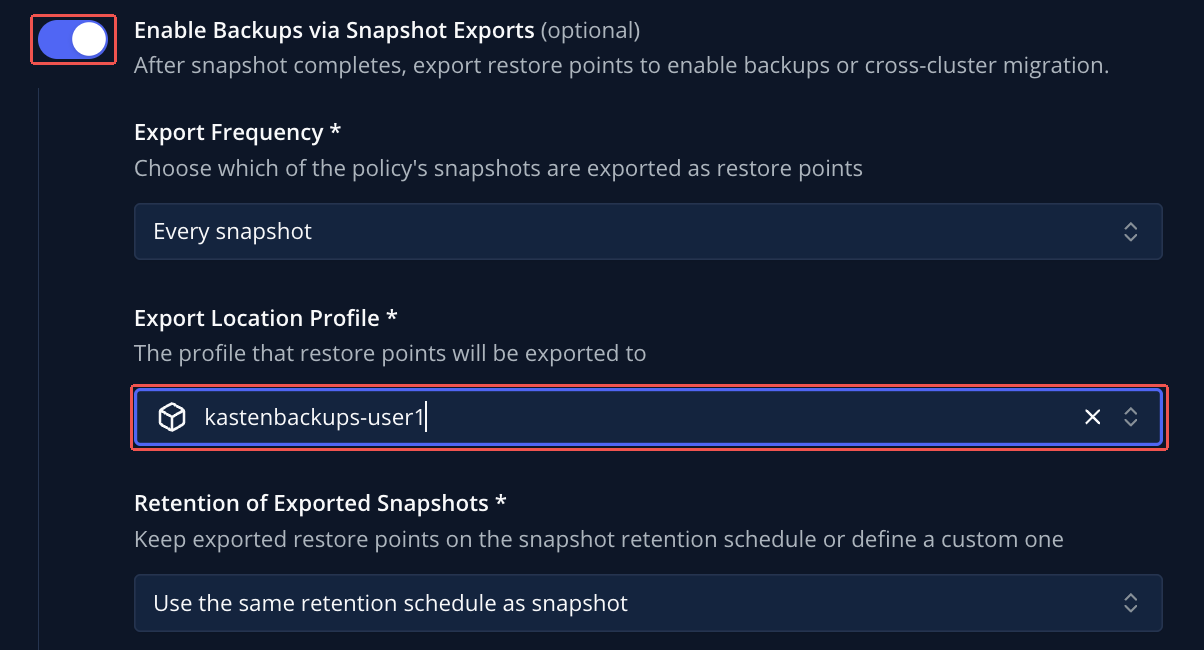 Enable Backups via Snapshot Exports (optional)
After snapshot completes, export restore points to enable backups or cross-cluster migration.
Export Frequency *
Choose which of the policy's snapshots are exported as restore points
Every snapshot
Export Location Profile *
The profile that restore points will be exported to
kastenbackups-user1
Retention of Exported Snapshots *
Keep exported restore points on the snapshot retention schedule or define a custom one
Use the same retention schedule as snapshot